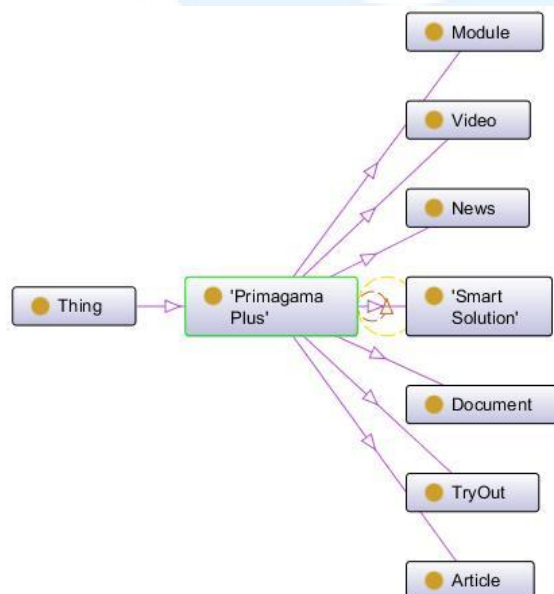 Module
Video
News
Thing
'Primagama
Plus'
'Smart
Solution'
Document
TryOut
Article